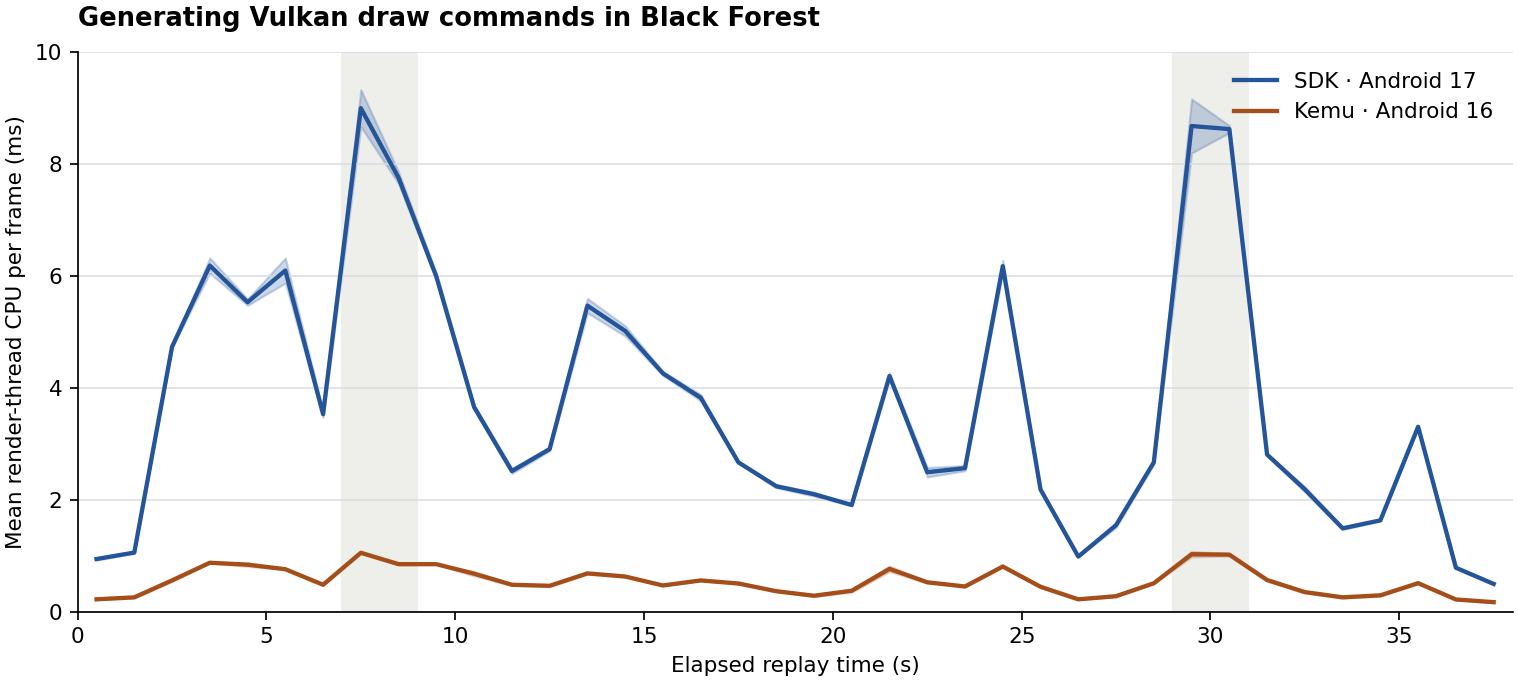 Generating Vulkan draw commands in Black Forest
Mean render-thread CPU per frame (ms)
10
8
6
4
2
0
SDK · Android 17
Kemu · Android 16
0 5 10 15 20 25 30 35
Elapsed replay time (s)